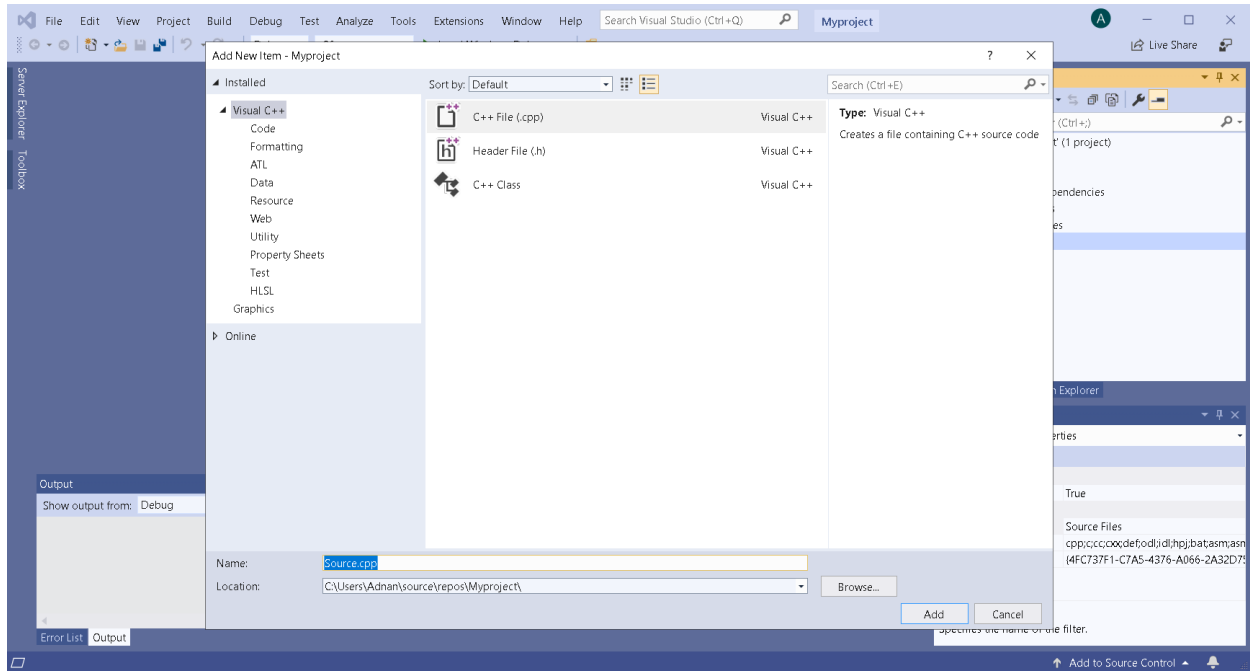 File Edit View Project Build Debug Test Analyze Tools Extensions Window Help Search Visual Studio (Ctrl+Q) Myproject A
Live Share
Add New Item - Myproject ? ×
Server Explorer
Toolbox
Installed
Sort by: Default
Search (Ctrl+E)
Visual C++
Code
Formatting
ATL
Data
Resource
Web
Utility
Property Sheets
Test
HLSL
Graphics
Online
C++ File (.cpp) Visual C++
Header File (.h) Visual C++
C++ Class Visual C++
Type: Visual C++
Creates a file containing C++ source code
(Ctrl+;)
(1 project)
pendencies
es
n Explorer
erties
True
Source Files
cpp;c;cc;cxx;def;odl;idl;hpj;bat;asm;asm
{4FC737F1-C7A5-4376-A066-2A32D75
Output
Show output from: Debug
Name: Source.cpp
Location: C:\Users\Adnan\source\repos\Myproject\
Browse...
Add Cancel
Specifies the name of the filter.
Error List Output
Add to Source Control